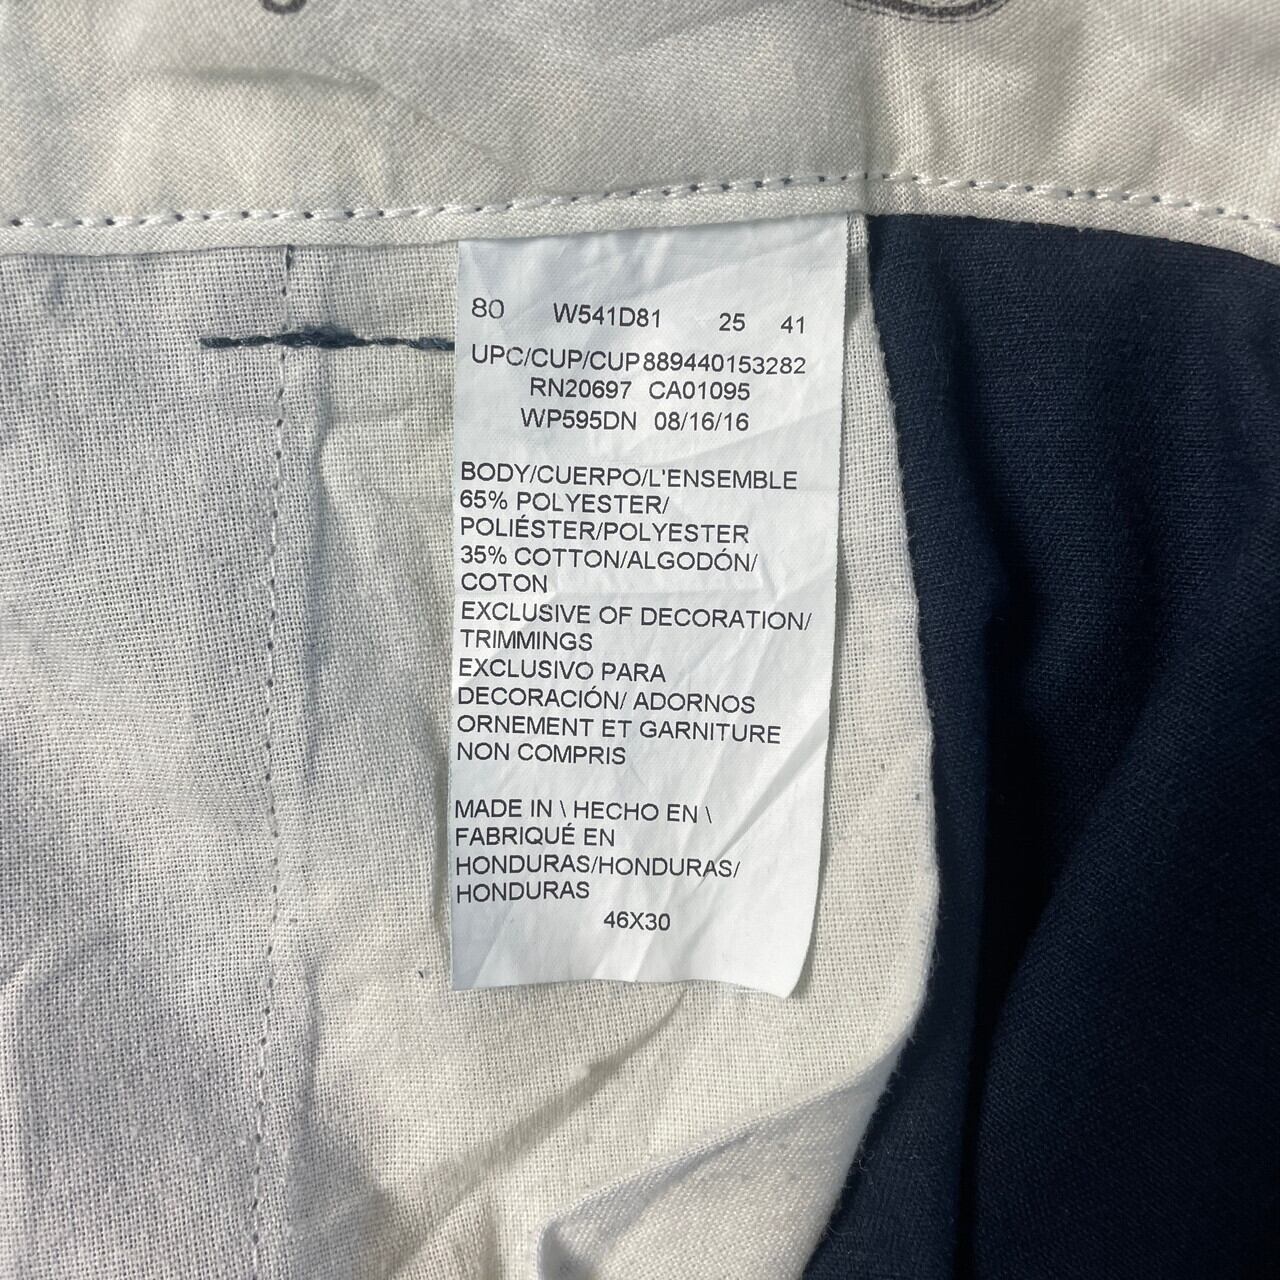 80 W541D81 25 41
UPC/CUP/CUP889440153282
RN20697 CA01095
WP595DN 08/16/16
BODY/CUERPO/L'ENSEMBLE
65% POLYESTER/
POLIÉSTER/POLYESTER
35% COTTON/ALGODÓN/
COTON
EXCLUSIVE OF DECORATION/
TRIMMINGS
EXCLUSIVO PARA
DECORACIÓN/ ADORNOS
ORNEMENT ET GARNITURE
NON COMPRIS
MADE IN \ HECHO EN \
FABRIQUÉ EN
HONDURAS/HONDURAS/
HONDURAS
46X30